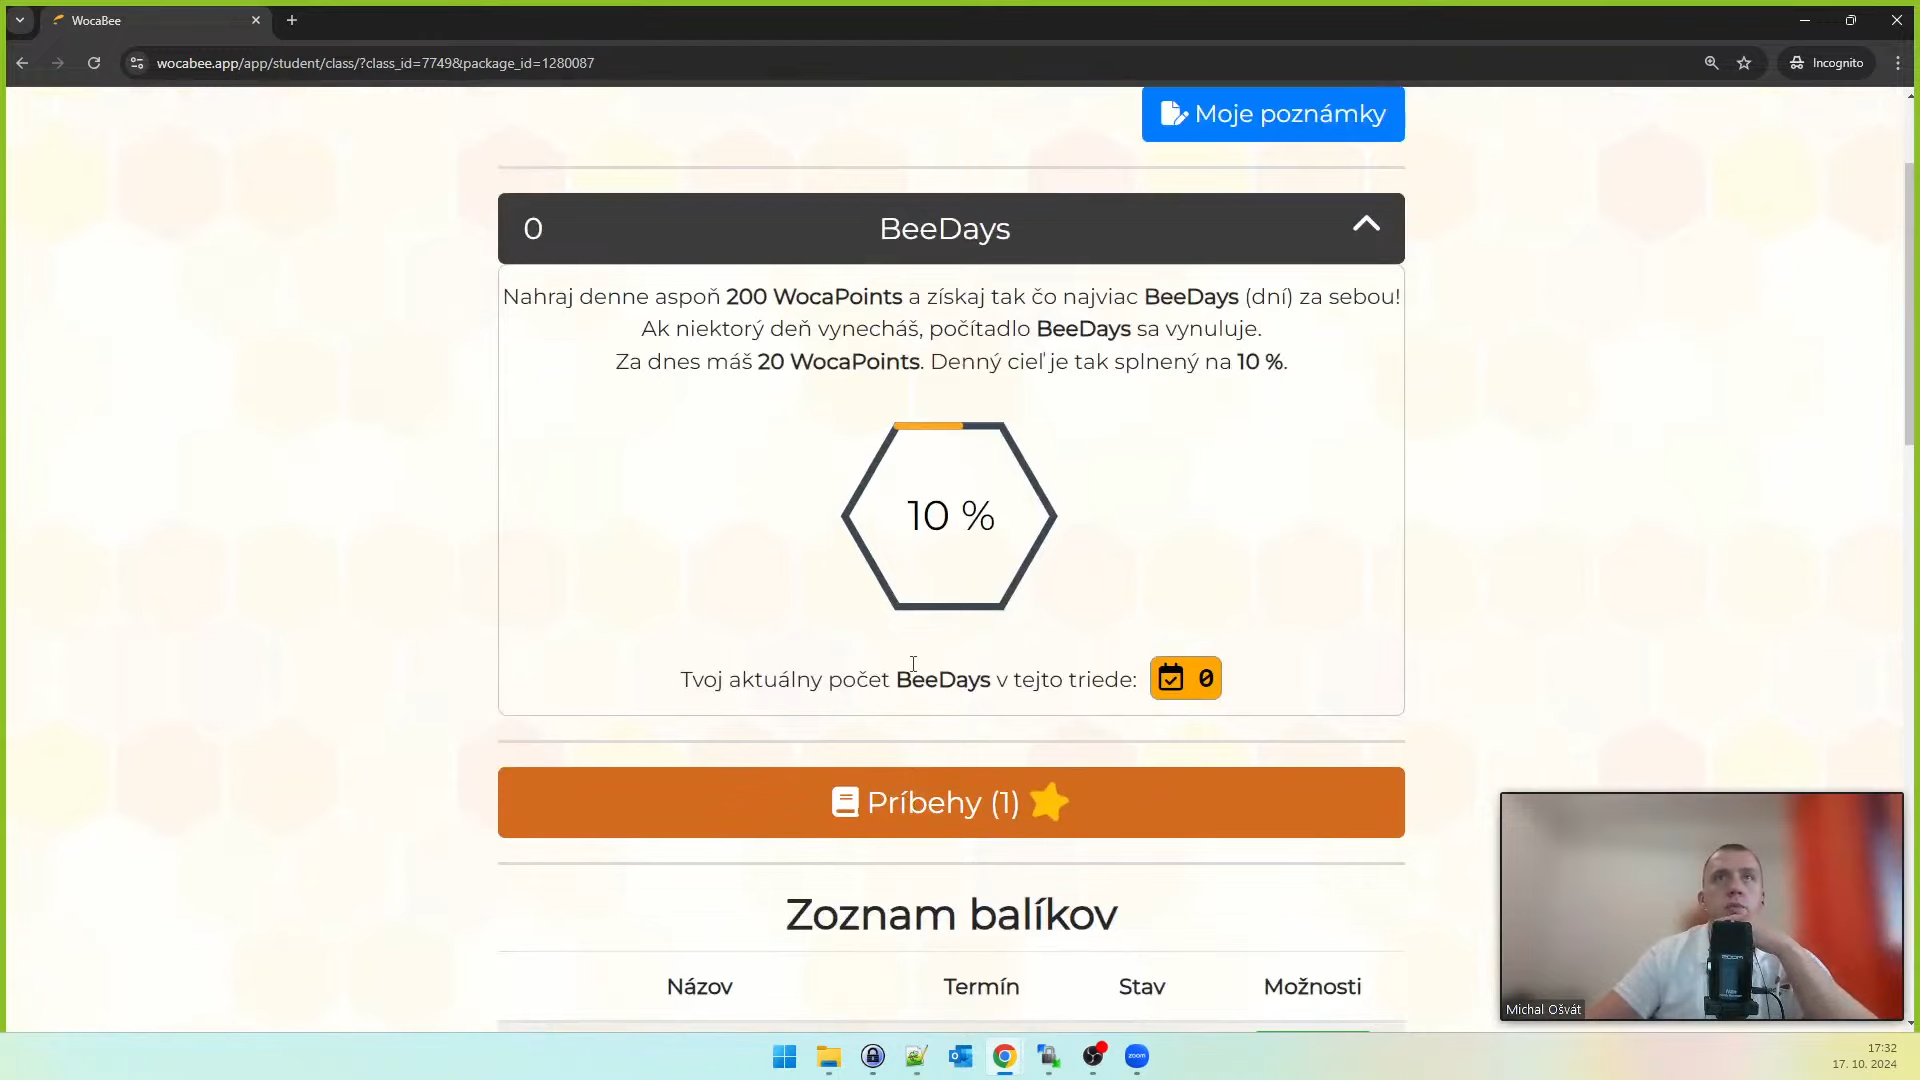 WocaBee
wocabee.app/app/student/class/?class_id=7749&package_id=1280087
Incognito
Moje poznámky
0 BeeDays
Nahraj denne aspoň 200 WocaPoints a získaj tak čo najviac BeeDays (dní) za sebou!
Ak niektorý deň vynecháš, počítadlo BeeDays sa vynuluje.
Za dnes máš 20 WocaPoints. Denný cieľ je tak splnený na 10 %.
10 %
Tvoj aktuálny počet BeeDays v tejto triede: 0
Príbehy (1)
Zoznam balíkov
Názov Termín Stav Možnosti
zoom
Michal Ošvát
zoom
17:32
17. 10. 2024